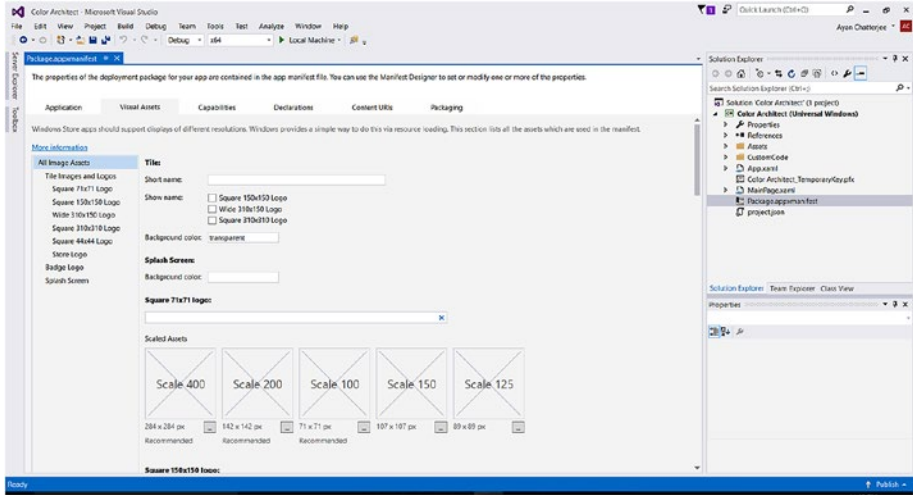 Color Architect - Microsoft Visual Studio
1
Quick Launch (Ctrl+Q)
File Edit View Project Build Debug Team Tools Test Analyze Window Help
Ayan Chatterjee
AC
Debug x64 Local Machine
Server Explorer
Toolbox
Package.appxmanifest
The properties of the deployment package for your app are contained in the app manifest file. You can use the Manifest Designer to set or modify one or more of the properties.
Application Visual Assets Capabilities Declarations Content URIs Packaging
Windows Store apps should support displays of different resolutions. Windows provides a simple way to do this via resource loading. This section lists all the assets which are used in the manifest.
More information
All Image Assets
Tile Images and Logos
Square 71x71 Logo
Square 150x150 Logo
Wide 310x150 Logo
Square 310x310 Logo
Square 44x44 Logo
Store Logo
Badge Logo
Splash Screen
Tile:
Short name:
Show name:
Square 150x150 Logo
Wide 310x150 Logo
Square 310x310 Logo
Background color: transparent
Splash Screen:
Background color:
Square 71x71 logo:
Scaled Assets
Scale 400 Scale 200 Scale 100 Scale 150 Scale 125
284 x 284 px ... 142 x 142 px ... 71 x 71 px ... 107 x 107 px ... 89 x 89 px ...
Recommended Recommended Recommended
Square 150x150 logo:
Solution Explorer
Search Solution Explorer (Ctrl+;)
Solution 'Color Architect' (1 project)
Color Architect (Universal Windows)
Properties
References
Assets
CustomCode
App.xaml
Color Architect_TemporaryKey.pfx
MainPage.xaml
Package.appxmanifest
project.json
Solution Explorer Team Explorer Class View
Properties
Ready
Publish